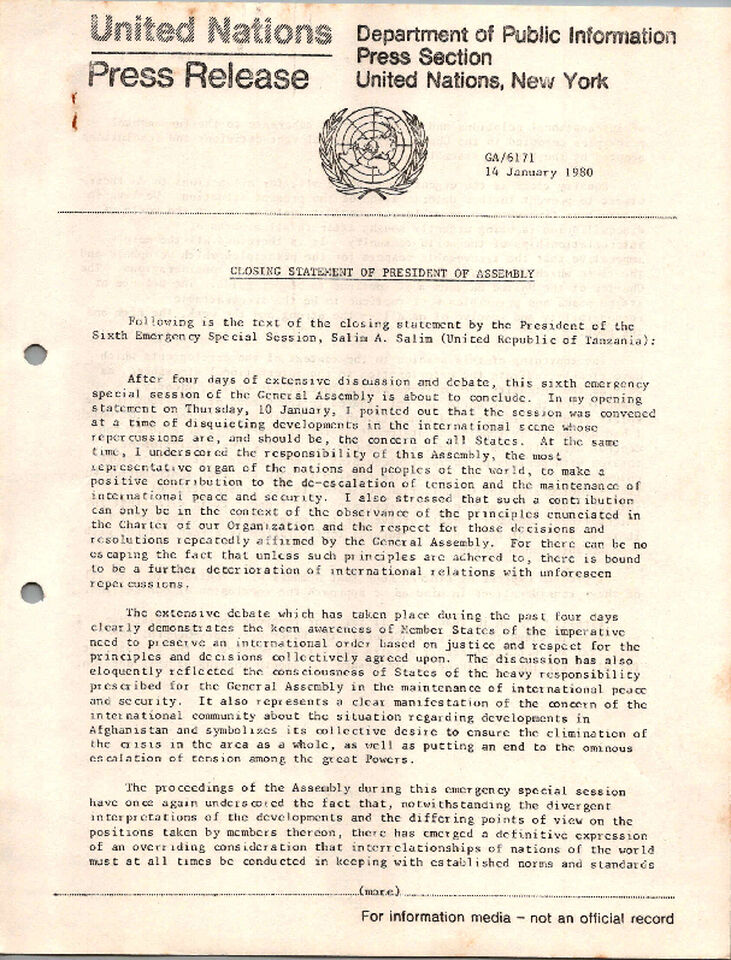 United Nations
Press Release
Department of Public Information
Press Section
United Nations, New York
GA/6171
14 January 1980
CLOSING STATEMENT OF PRESIDENT OF ASSEMBLY
Following is the text of the closing statement by the President of the
Sixth Emergency Special Session, Salim A. Salim (United Republic of Tanzania):
After four days of extensive discussion and debate, this sixth emergency
special session of the General Assembly is about to conclude. In my opening
statement on Thursday, 10 January, I pointed out that the session was convened
at a time of disquieting developments in the international scene whose
repercussions are, and should be, the concern of all States. At the same
time, I underscored the responsibility of this Assembly, the most
representative organ of the nations and peoples of the world, to make a
positive contribution to the de-escalation of tension and the maintenance of
international peace and security. I also stressed that such a contribution
can only be in the context of the observance of the principles enunciated in
the Charter of our Organization and the respect for those decisions and
resolutions repeatedly affirmed by the General Assembly. For there can be no
escaping the fact that unless such principles are adhered to, there is bound
to be a further deterioration of international relations with unforeseen
repercussions.
The extensive debate which has taken place during the past four days
clearly demonstrates the keen awareness of Member States of the imperative
need to preserve an international order based on justice and respect for the
principles and decisions collectively agreed upon. The discussion has also
eloquently reflected the consciousness of States of the heavy responsibility
prescribed for the General Assembly in the maintenance of international peace
and security. It also represents a clear manifestation of the concern of the
international community about the situation regarding developments in
Afghanistan and symbolizes its collective desire to ensure the elimination of
the crisis in the area as a whole, as well as putting an end to the ominous
escalation of tension among the great Powers.
The proceedings of the Assembly during this emergency special session
have once again underscored the fact that, notwithstanding the divergent
interpretations of the developments and the differing points of view on the
positions taken by members thereon, there has emerged a definitive expression
of an overriding consideration that interrelationships of nations of the world
must at all times be conducted in keeping with established norms and standards
(more)
For information media – not an official record